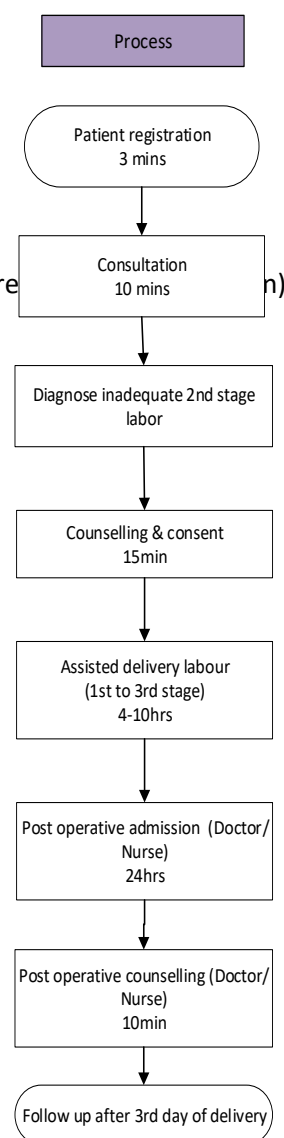 Process
Patient registration
3 mins
Consultation
10 mins
re
n)
Diagnose inadequate 2nd stage
labor
Counselling & consent
15min
Assisted delivery labour
(1st to 3rd stage)
4-10hrs
Post operative admission (Doctor/
Nurse)
24hrs
Post operative counselling (Doctor/
Nurse)
10min
Follow up after 3rd day of delivery